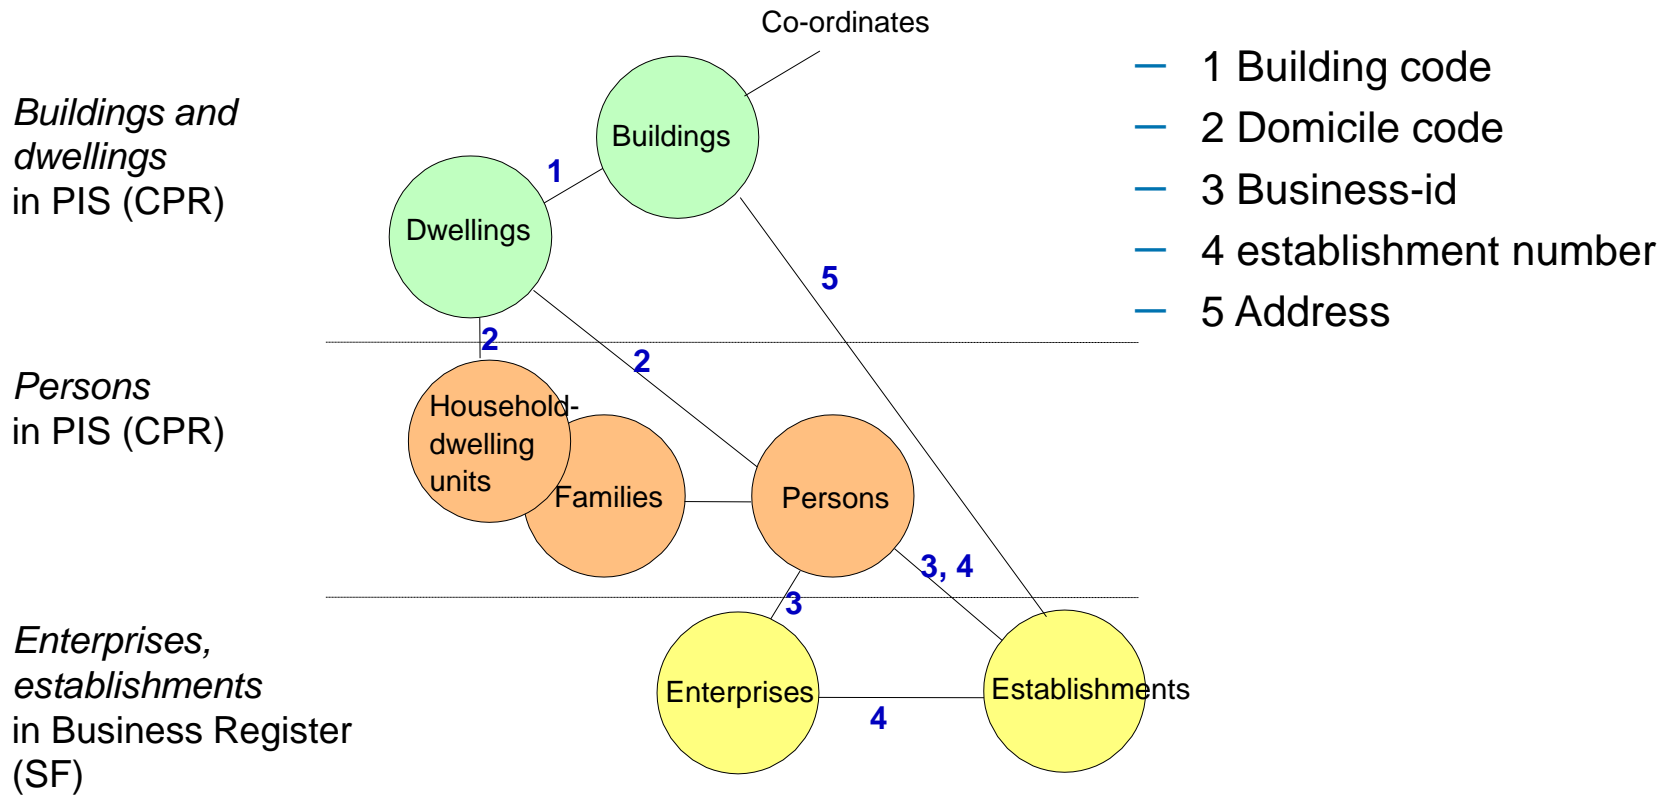 Co-ordinates
— 1 Building code
— 2 Domicile code
— 3 Business-id
— 4 establishment number
— 5 Address
Buildings and
dwellings
in PIS (CPR)
Buildings
1
Dwellings
5
2
2
Persons
in PIS (CPR)
Household-
dwelling
units
Families
Persons
3, 4
3
Enterprises,
establishments
in Business Register
(SF)
Enterprises
4
Establishments